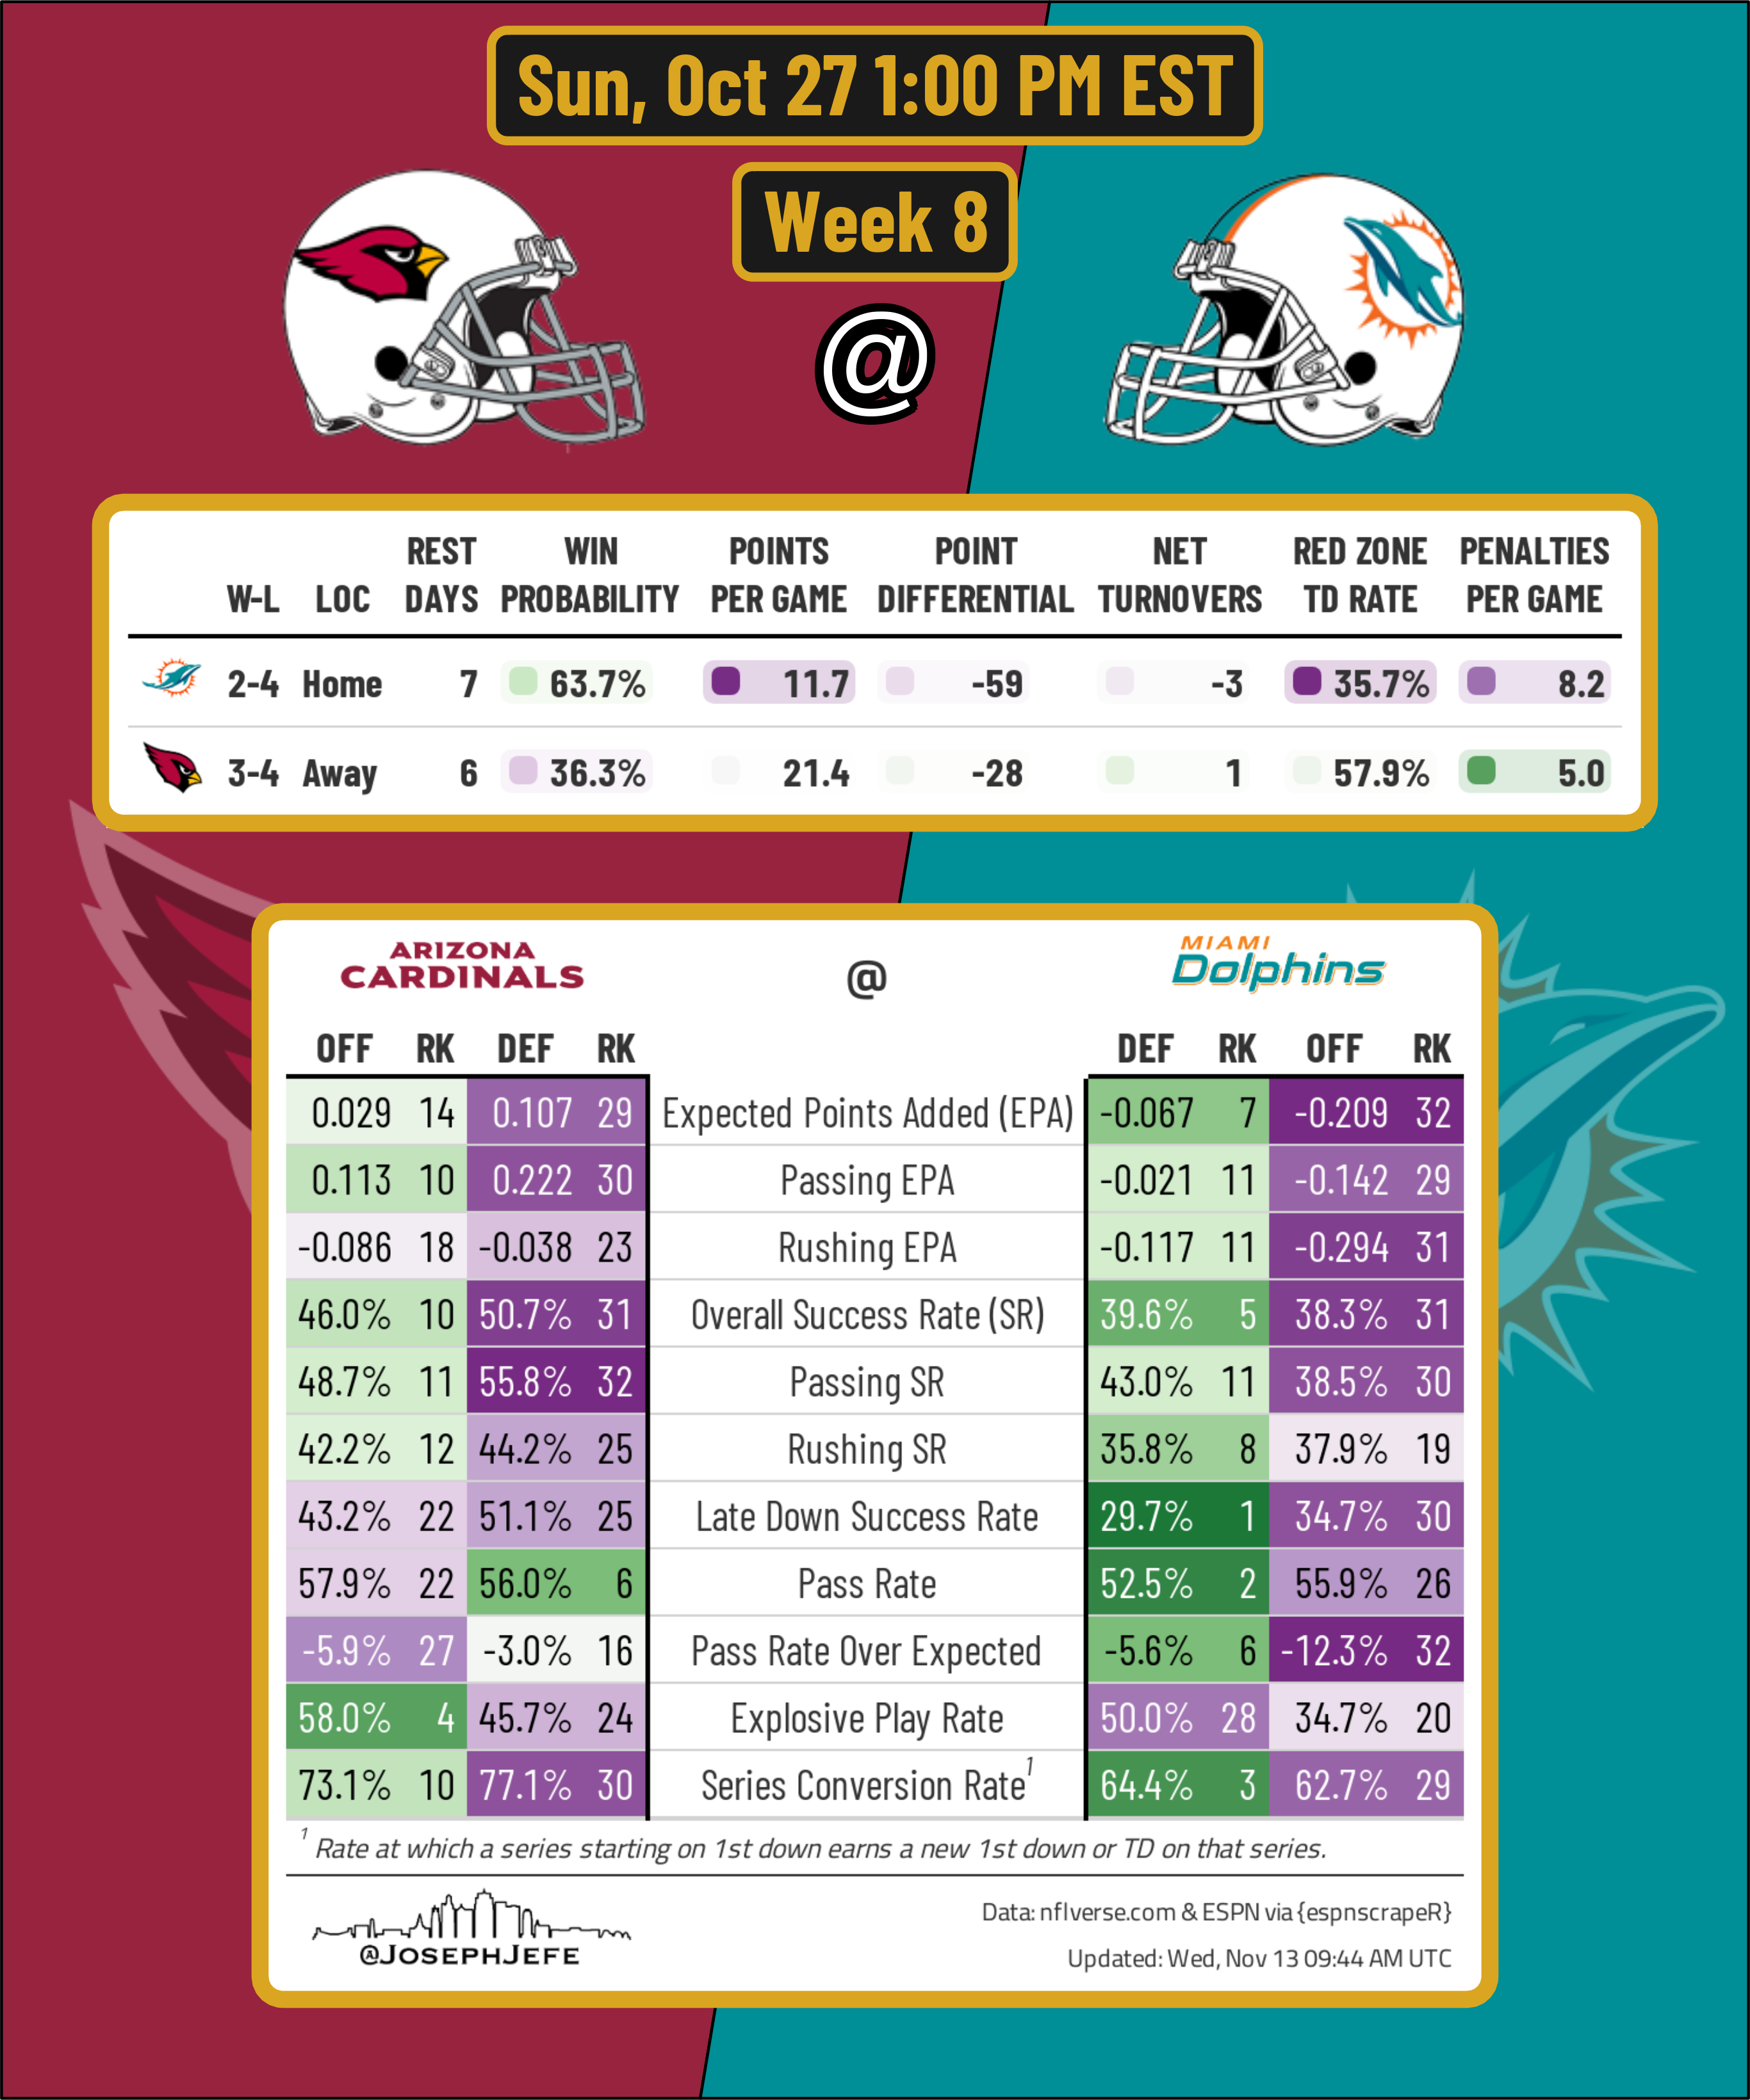 Sun, Oct 27 1:00 PM EST
Week 8
@
REST WIN POINTS POINT NET RED ZONE PENALTIES
W-L LOC DAYS PROBABILITY PER GAME DIFFERENTIAL TURNOVERS TD RATE PER GAME
2-4 Home 7 63.7% 11.7 -59 -3 35.7% 8.2
3-4 Away 6 36.3% 21.4 -28 1 57.9% 5.0
ARIZONA MIAMI
CARDINALS @ Dolphins
OFF RK DEF RK DEF RK OFF RK
0.029 14 0.107 29 Expected Points Added (EPA) -0.067 7 -0.209 32
0.113 10 0.222 30 Passing EPA -0.021 11 -0.142 29
-0.086 18 -0.038 23 Rushing EPA -0.117 11 -0.294 31
46.0% 10 50.7% 31 Overall Success Rate (SR) 39.6% 5 38.3% 31
48.7% 11 55.8% 32 Passing SR 43.0% 11 38.5% 30
42.2% 12 44.2% 25 Rushing SR 35.8% 8 37.9% 19
43.2% 22 51.1% 25 Late Down Success Rate 29.7% 1 34.7% 30
57.9% 22 56.0% 6 Pass Rate 52.5% 2 55.9% 26
-5.9% 27 -3.0% 16 Pass Rate Over Expected -5.6% 6 -12.3% 32
58.0% 4 45.7% 24 Explosive Play Rate 50.0% 28 34.7% 20
73.1% 10 77.1% 30 Series Conversion Rate¹ 64.4% 3 62.7% 29
¹ Rate at which a series starting on 1st down earns a new 1st down or TD on that series.
Data: nflverse.com & ESPN via {espnscrapeR}
@JOSEPHJEFE
Updated: Wed, Nov 13 09:44 AM UTC